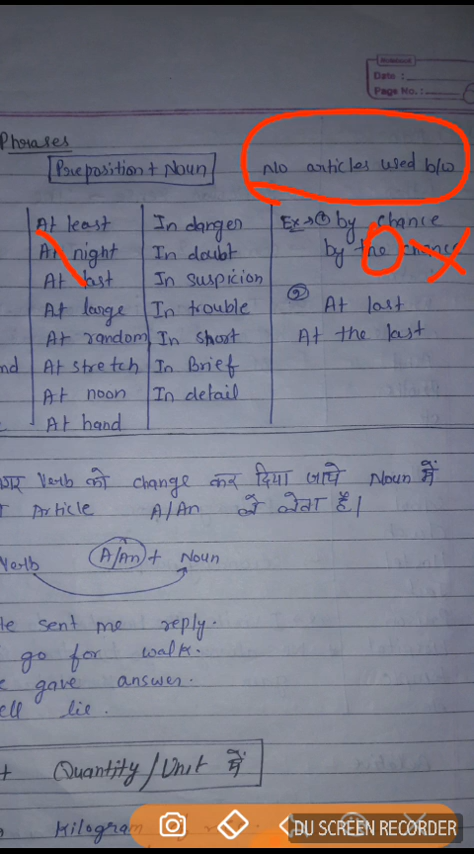 Notebook
Date :
Page No. :
Phrases
Preposition + Noun
No articles used b/w
At least In danger Ex → ① by chance
At night In doubt by the chance
At last In suspicion
At large In trouble ② At last
At random In short At the last
nd At stretch In Brief
At noon In detail
At hand
Verb को change कर दिया जाये Noun में
Article A/An ले लेता है।
Verb A/An + Noun
He sent me reply.
go for walk.
gave answer.
ell lie.
+ Quantity/Unit में
Kilogram
DU SCREEN RECORDER